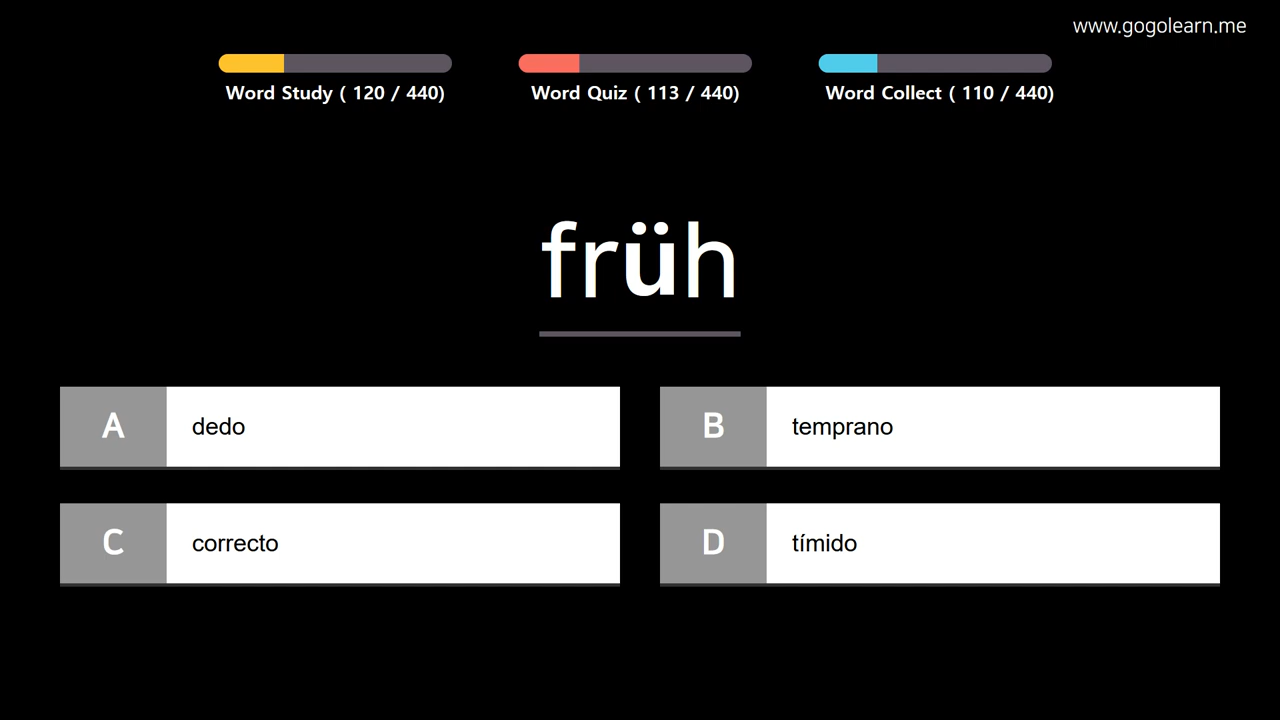 www.gogolearn.me
Word Study ( 120 / 440)
Word Quiz ( 113 / 440)
Word Collect ( 110 / 440)
früh
A dedo
B temprano
C correcto
D tímido